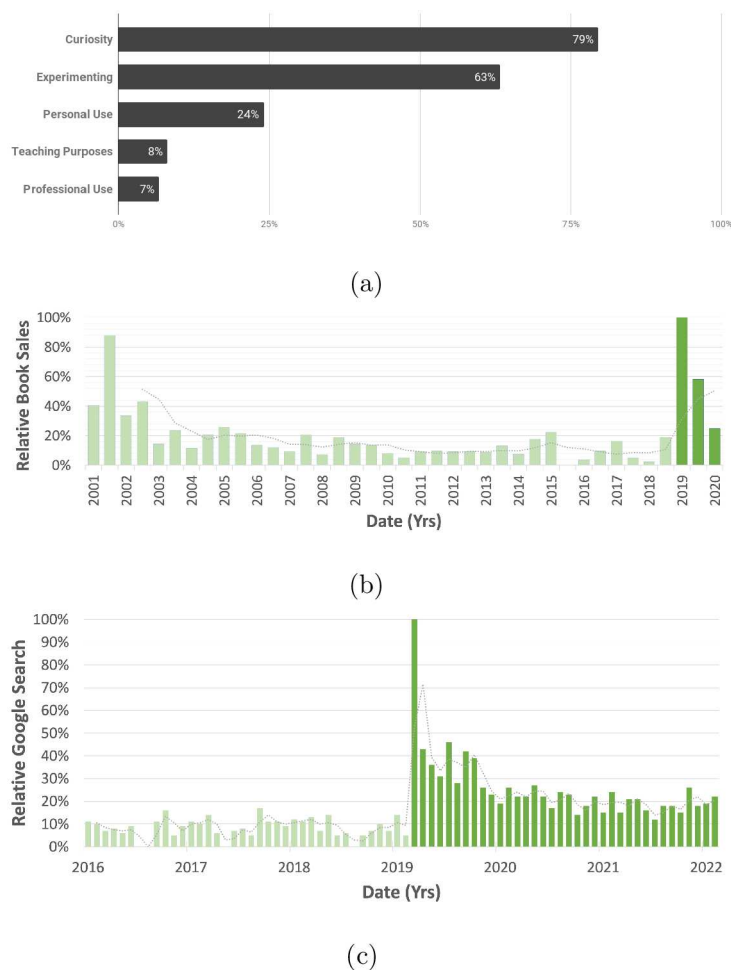 Curiosity 79%
Experimenting 63%
Personal Use 24%
Teaching Purposes 8%
Professional Use 7%
0% 25% 50% 75% 100%
(a)
Relative Book Sales
100%
80%
60%
40%
20%
0%
2001 2002 2003 2004 2005 2006 2007 2008 2009 2010 2011 2012 2013 2014 2015 2016 2017 2018 2019 2020
Date (Yrs)
(b)
Relative Google Search
100%
90%
80%
70%
60%
50%
40%
30%
20%
10%
0%
2016 2017 2018 2019 2020 2021 2022
Date (Yrs)
(c)